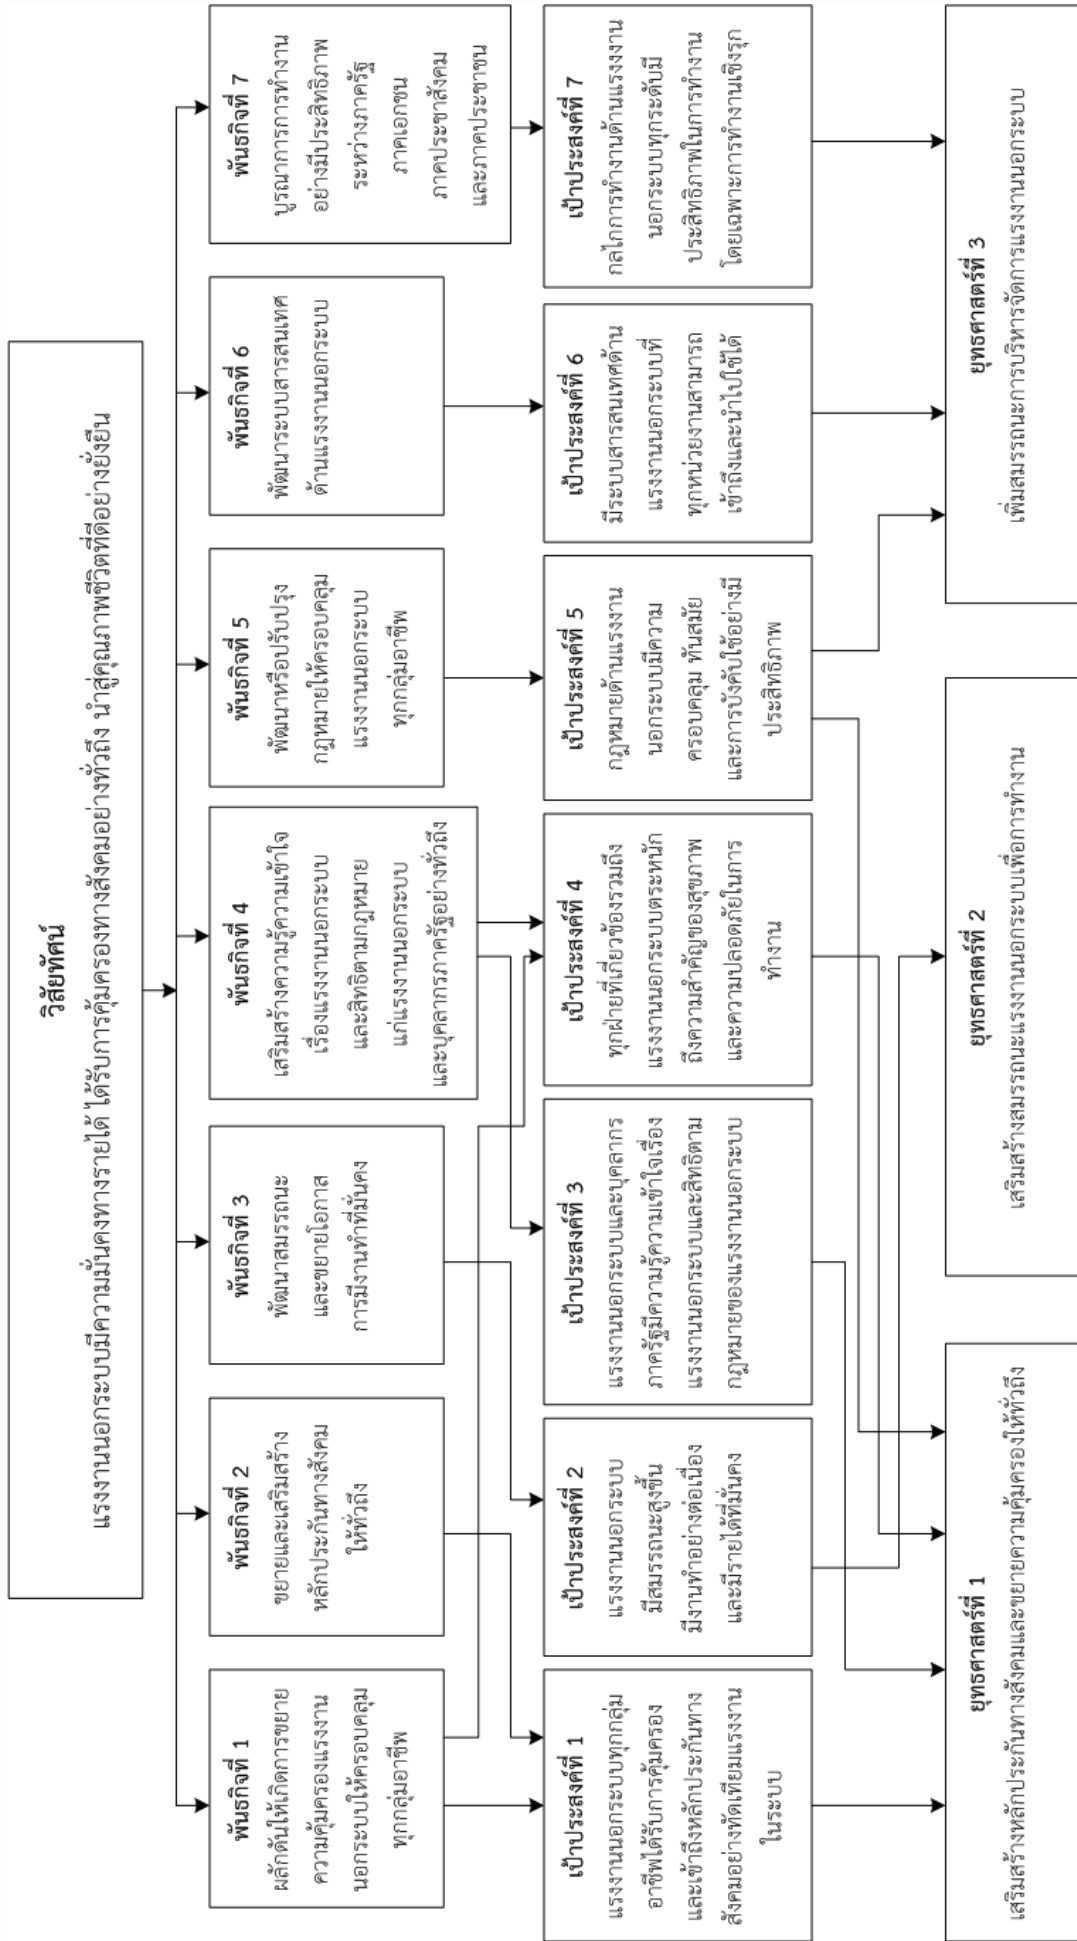 วิสัยทัศน์
แรงงานนอกระบบมีความมั่นคงทางรายได้ ได้รับการคุ้มครองทางสังคมอย่างทั่วถึง นำสู่คุณภาพชีวิตที่ดีอย่างยั่งยืน
พันธกิจที่ 1
ผลักดันให้เกิดการขยาย
ความคุ้มครองแรงงาน
นอกระบบให้ครอบคลุม
ทุกกลุ่มอาชีพ
พันธกิจที่ 2
ขยายและเสริมสร้าง
หลักประกันทางสังคม
ให้ทั่วถึง
พันธกิจที่ 3
พัฒนาสมรรถนะ
และขยายโอกาส
การมีงานทำที่มั่นคง
พันธกิจที่ 4
เสริมสร้างความรู้ความเข้าใจ
เรื่องแรงงานนอกระบบ
และสิทธิตามกฎหมาย
แก่แรงงานนอกระบบ
และบุคลากรภาครัฐอย่างทั่วถึง
พันธกิจที่ 5
พัฒนาหรือปรับปรุง
กฎหมายให้ครอบคลุม
แรงงานนอกระบบ
ทุกกลุ่มอาชีพ
พันธกิจที่ 6
พัฒนาระบบสารสนเทศ
ด้านแรงงานนอกระบบ
พันธกิจที่ 7
บูรณาการการทำงาน
อย่างมีประสิทธิภาพ
ระหว่างภาครัฐ
ภาคเอกชน
ภาคประชาสังคม
และภาคประชาชน
เป้าประสงค์ที่ 1
แรงงานนอกระบบทุกกลุ่ม
อาชีพได้รับการคุ้มครอง
และเข้าถึงหลักประกันทาง
สังคมอย่างทัดเทียมแรงงาน
ในระบบ
เป้าประสงค์ที่ 2
แรงงานนอกระบบ
มีสมรรถนะสูงขึ้น
มีงานทำอย่างต่อเนื่อง
และมีรายได้ที่มั่นคง
เป้าประสงค์ที่ 3
แรงงานนอกระบบและบุคลากร
ภาครัฐมีความรู้ความเข้าใจเรื่อง
แรงงานนอกระบบและสิทธิตาม
กฎหมายของแรงงานนอกระบบ
เป้าประสงค์ที่ 4
ทุกฝ่ายที่เกี่ยวข้องรวมถึง
แรงงานนอกระบบตระหนัก
ถึงความสำคัญของสุขภาพ
และความปลอดภัยในการ
ทำงาน
เป้าประสงค์ที่ 5
กฎหมายด้านแรงงาน
นอกระบบมีความ
ครอบคลุม ทันสมัย
และการบังคับใช้อย่างมี
ประสิทธิภาพ
เป้าประสงค์ที่ 6
มีระบบสารสนเทศด้าน
แรงงานนอกระบบที่
ทุกหน่วยงานสามารถ
เข้าถึงและนำไปใช้ได้
เป้าประสงค์ที่ 7
กลไกการทำงานด้านแรงงงาน
นอกระบบทุกระดับมี
ประสิทธิภาพในการทำงาน
โดยเฉพาะการทำงานเชิงรุก
ยุทธศาสตร์ที่ 1
เสริมสร้างหลักประกันทางสังคมและขยายความคุ้มครองให้ทั่วถึง
ยุทธศาสตร์ที่ 2
เสริมสร้างสมรรถนะแรงงานนอกระบบเพื่อการทำงาน
ยุทธศาสตร์ที่ 3
เพิ่มสมรรถนะการบริหารจัดการแรงงานนอกระบบ